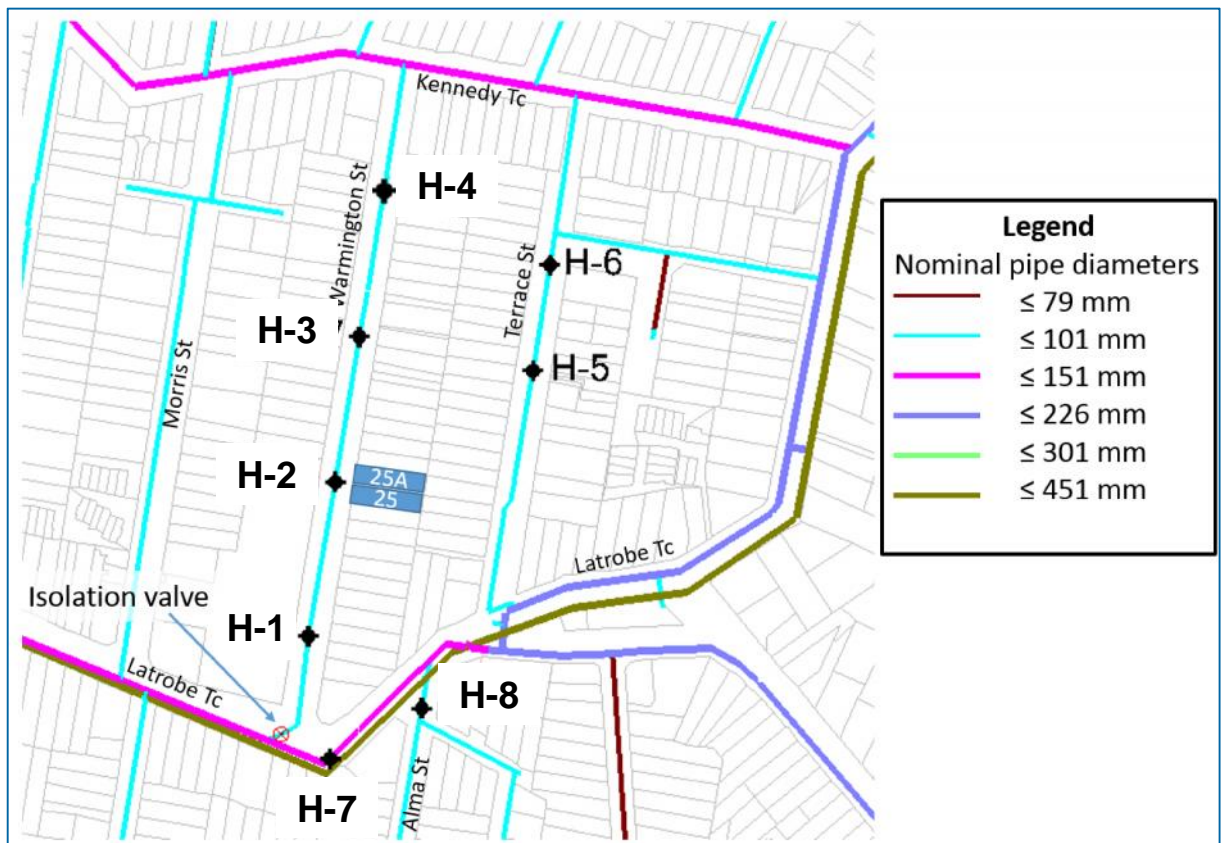 Kennedy Tc
Warmington St
H-4
Terrace St
H-6
H-3
H-5
Morris St
H-2
25A
25
Latrobe Tc
Isolation valve
H-1
Latrobe Tc
H-8
Alma St
H-7
Legend
Nominal pipe diameters
≤ 79 mm
≤ 101 mm
≤ 151 mm
≤ 226 mm
≤ 301 mm
≤ 451 mm